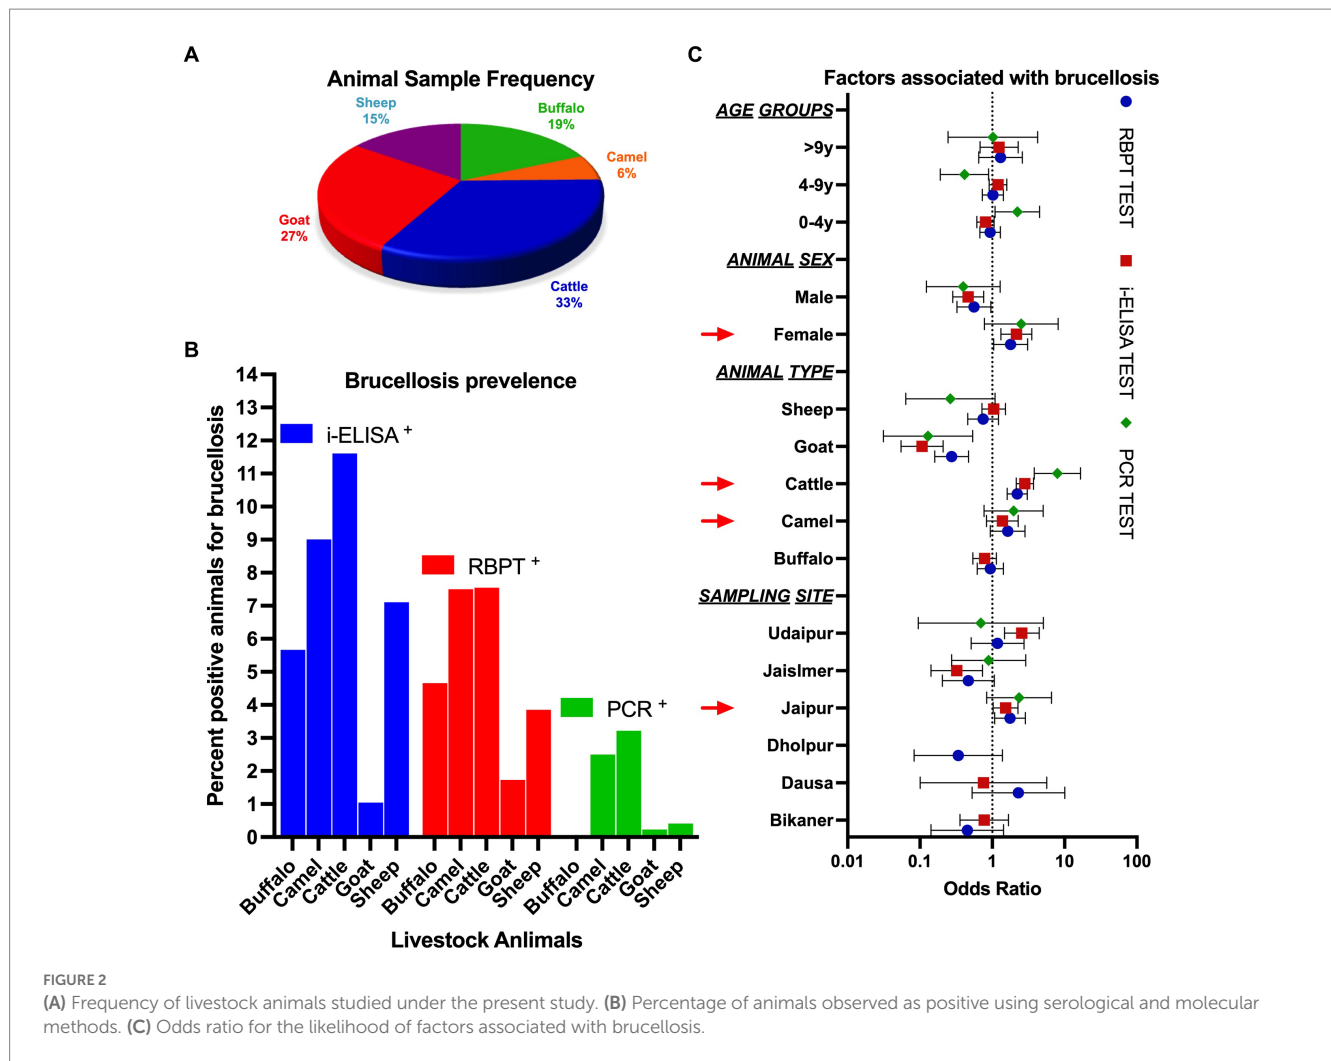 A
Animal Sample Frequency
Sheep
15%
Buffalo
19%
Camel
6%
Goat
27%
Cattle
33%
B
Brucellosis prevelence
Percent positive animals for brucellosis
14
13
12
11
10
9
8
7
6
5
4
3
2
1
0
i-ELISA +
RBPT +
PCR +
Buffalo
Camel
Cattle
Goat
Sheep
Buffalo
Camel
Cattle
Goat
Sheep
Buffalo
Camel
Cattle
Goat
Sheep
Livestock Anlimals
C
Factors associated with brucellosis
AGE GROUPS
>9y
4-9y
0-4y
ANIMAL SEX
Male
Female
ANIMAL TYPE
Sheep
Goat
Cattle
Camel
Buffalo
SAMPLING SITE
Udaipur
Jaislmer
Jaipur
Dholpur
Dausa
Bikaner
0.01
0.1
1
10
100
Odds Ratio
RBPT TEST
i-ELISA TEST
PCR TEST
FIGURE 2
(A) Frequency of livestock animals studied under the present study. (B) Percentage of animals observed as positive using serological and molecular
methods. (C) Odds ratio for the likelihood of factors associated with brucellosis.